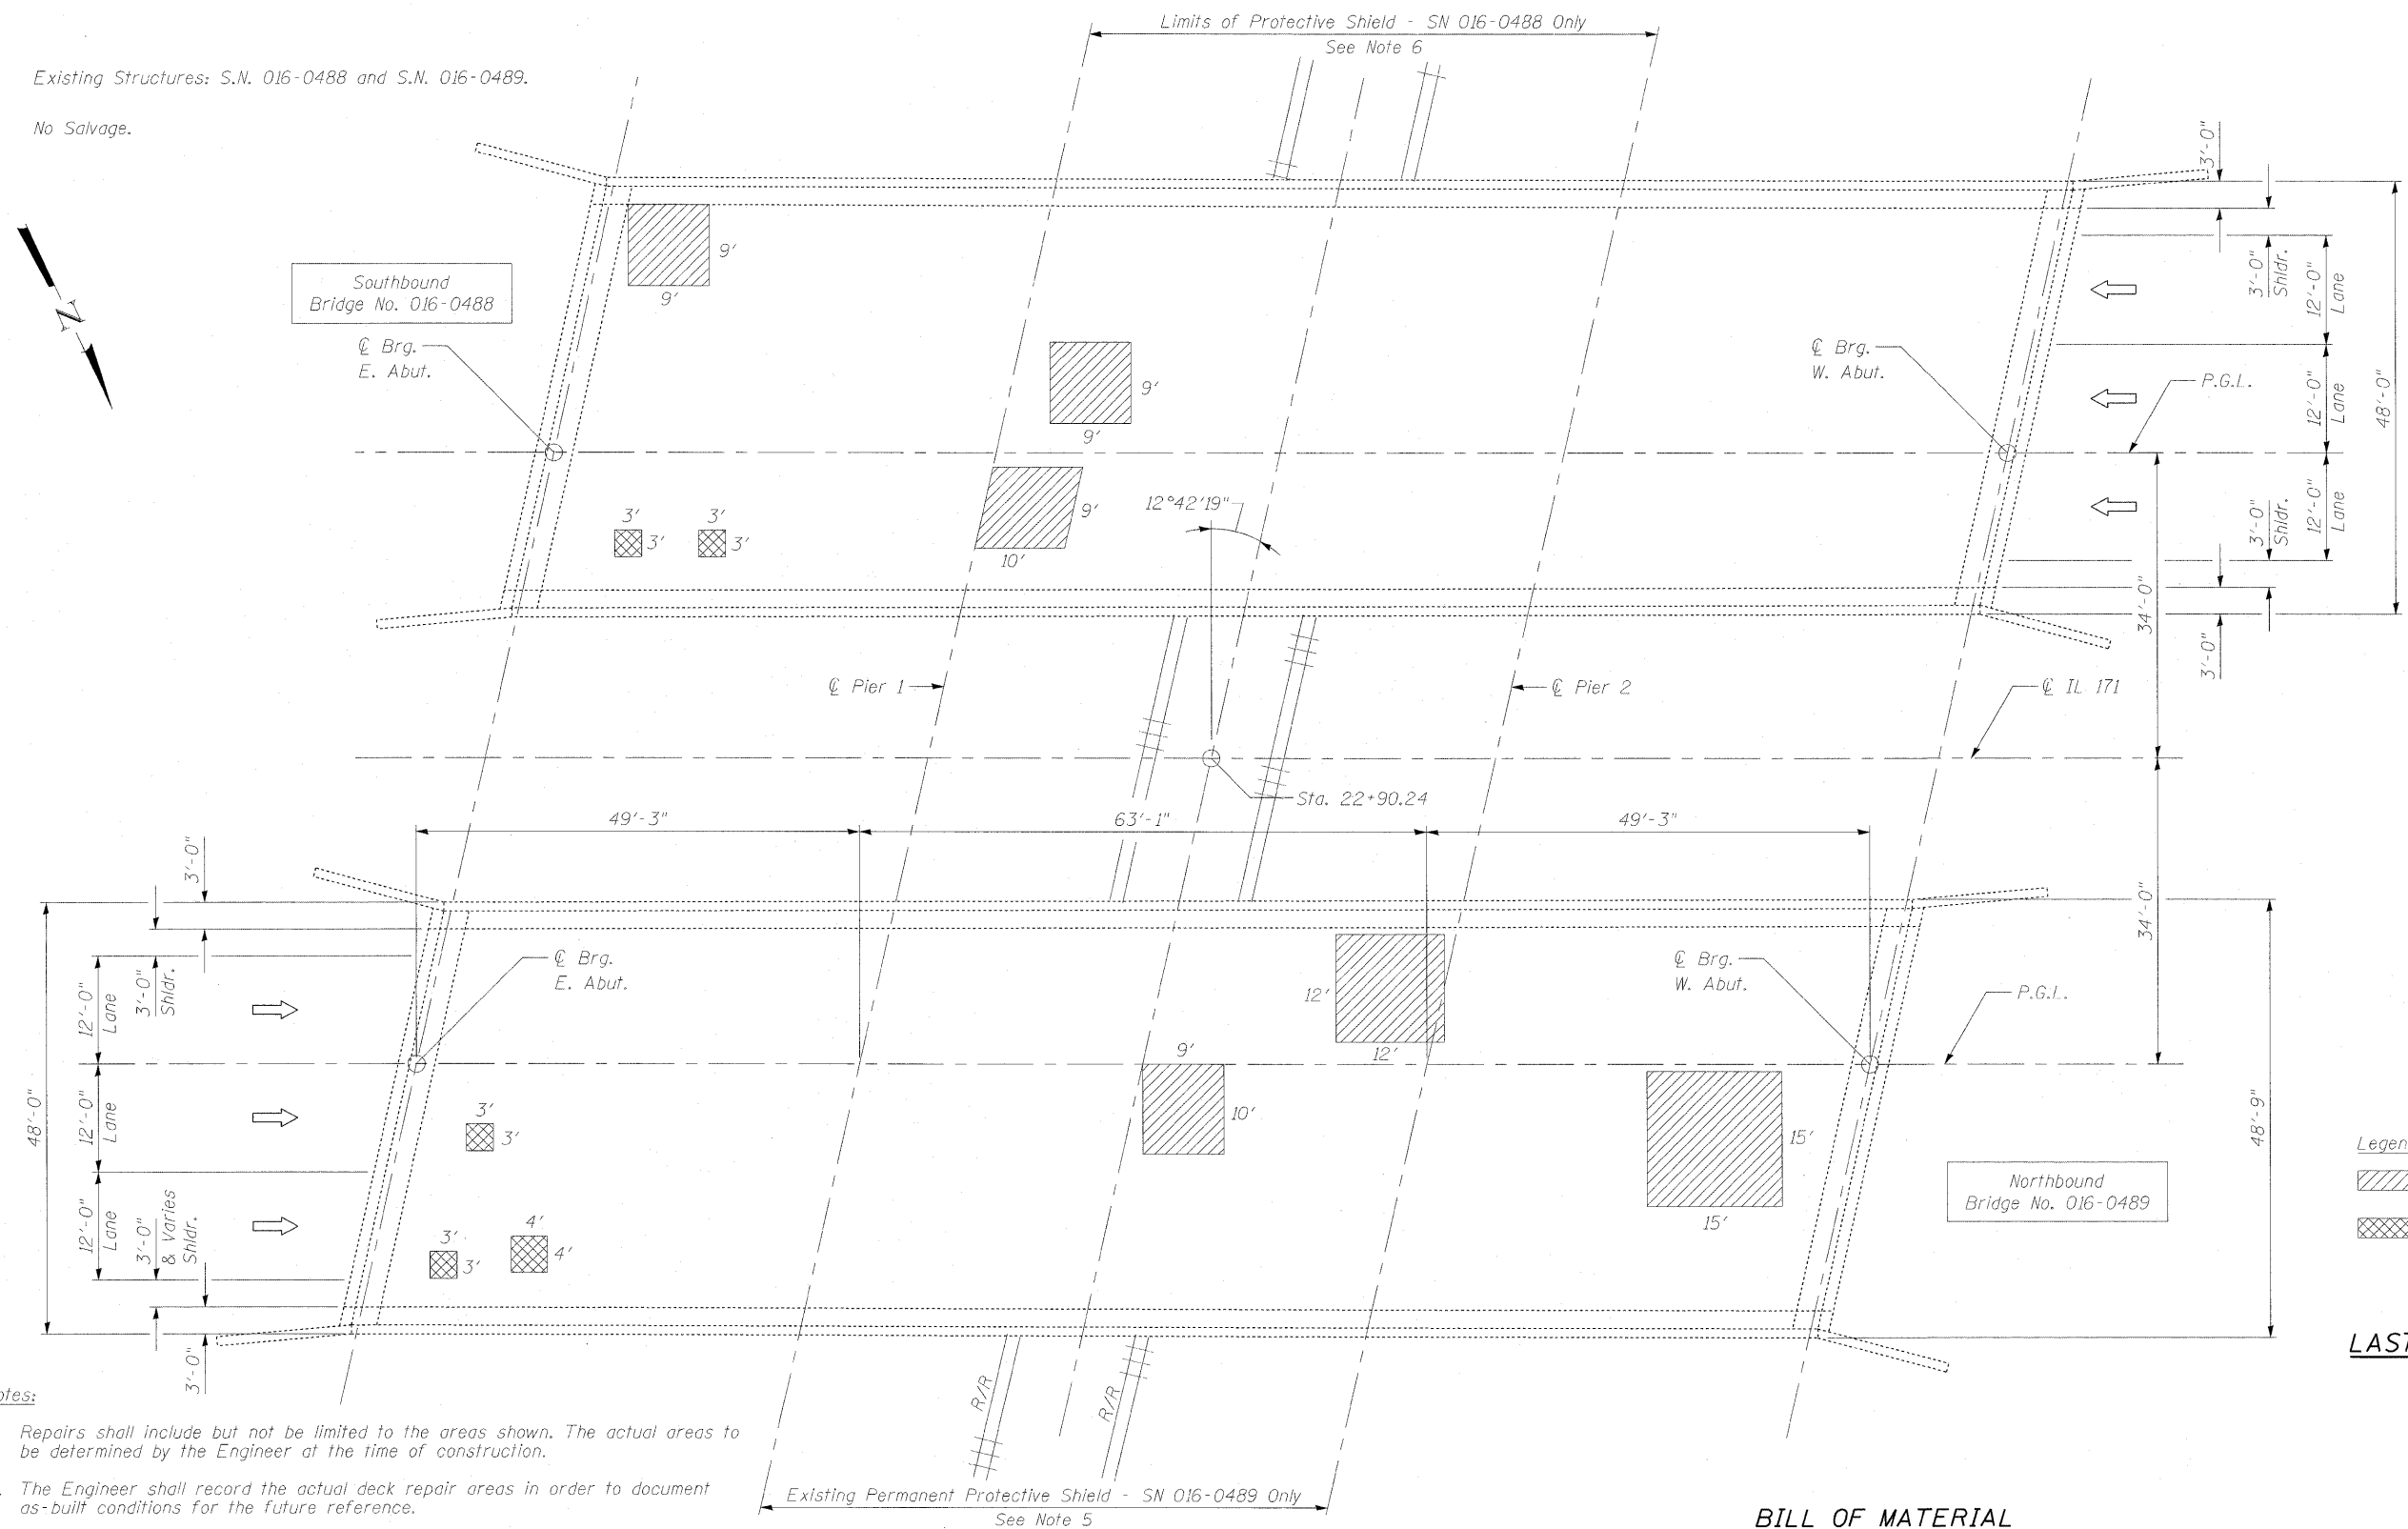 Limits of Protective Shield - SN 016-0488 Only
See Note 6
Existing Structures: S.N. 016-0488 and S.N. 016-0489.
No Salvage.
N
Southbound
Bridge No. 016-0488
℄ Brg.
E. Abut.
9'
9'
9'
9'
9'
10'
3'
3'
3'
3'
12°42'19"
℄ Brg.
W. Abut.
P.G.L.
3'-0"
3'-0"
Shldr.
12'-0"
Lane
12'-0"
Lane
12'-0"
Lane
3'-0"
Shldr.
3'-0"
48'-0"
34'-0"
℄ Pier 1
℄ Pier 2
℄ IL 171
Sta. 22+90.24
49'-3"
63'-1"
49'-3"
34'-0"
3'-0"
3'-0"
Shldr.
12'-0"
Lane
12'-0"
Lane
12'-0"
Lane
3'-0"
& Varies
Shldr.
3'-0"
48'-0"
℄ Brg.
E. Abut.
3'
3'
3'
3'
4'
4'
12'
12'
9'
10'
15'
15'
℄ Brg.
W. Abut.
P.G.L.
48'-9"
Northbound
Bridge No. 016-0489
Legen
LAST
R/R
R/R
otes:
Repairs shall include but not be limited to the areas shown. The actual areas to
be determined by the Engineer at the time of construction.
. The Engineer shall record the actual deck repair areas in order to document
as-built conditions for the future reference.
Existing Permanent Protective Shield - SN 016-0489 Only
See Note 5
BILL OF MATERIAL